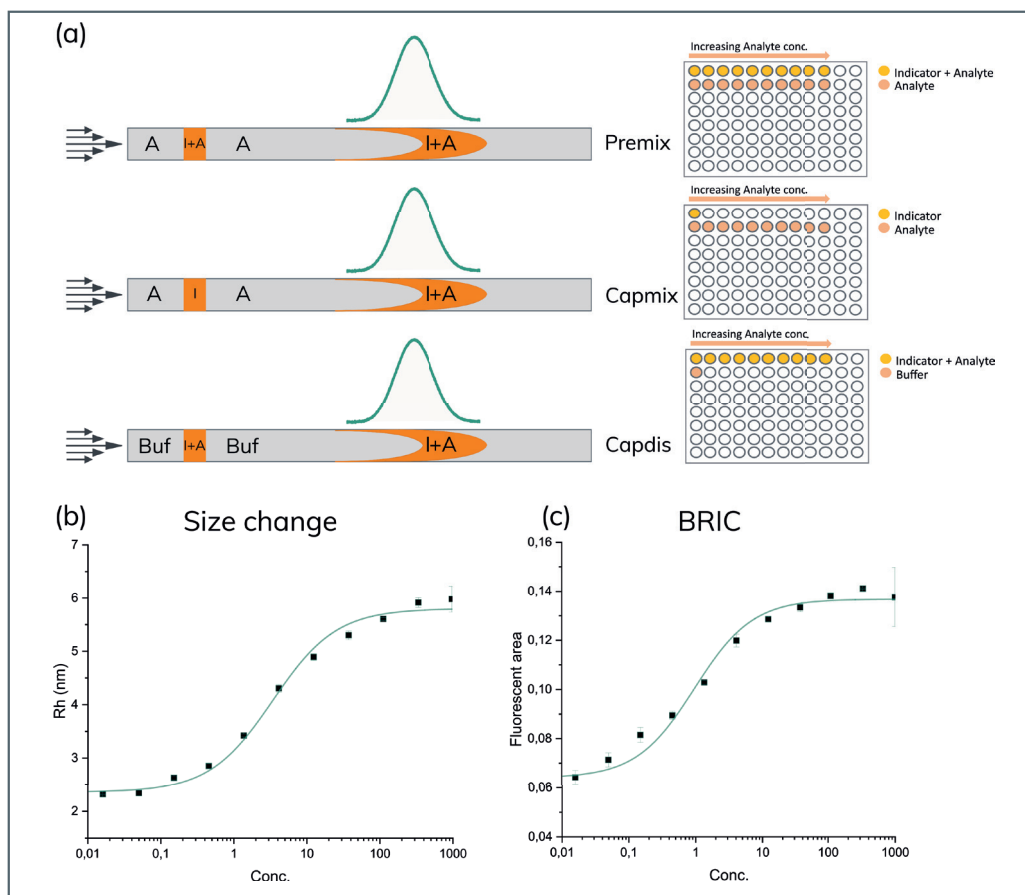 (a)
Increasing Analyte conc.
Indicator + Analyte
Analyte
A I+A A I+A
Premix
Increasing Analyte conc.
Indicator
Analyte
A I A I+A
Capmix
Increasing Analyte conc.
Indicator + Analyte
Buffer
Buf I+A Buf I+A
Capdis
(b) Size change
7
6
5
4
3
2
Rh (nm)
0,01 0,1 1 10 100 1000
Conc.
(c) BRIC
0,16
0,14
0,12
0,10
0,08
0,06
0,04
Fluorescent area
0,01 0,1 1 10 100 1000
Conc.